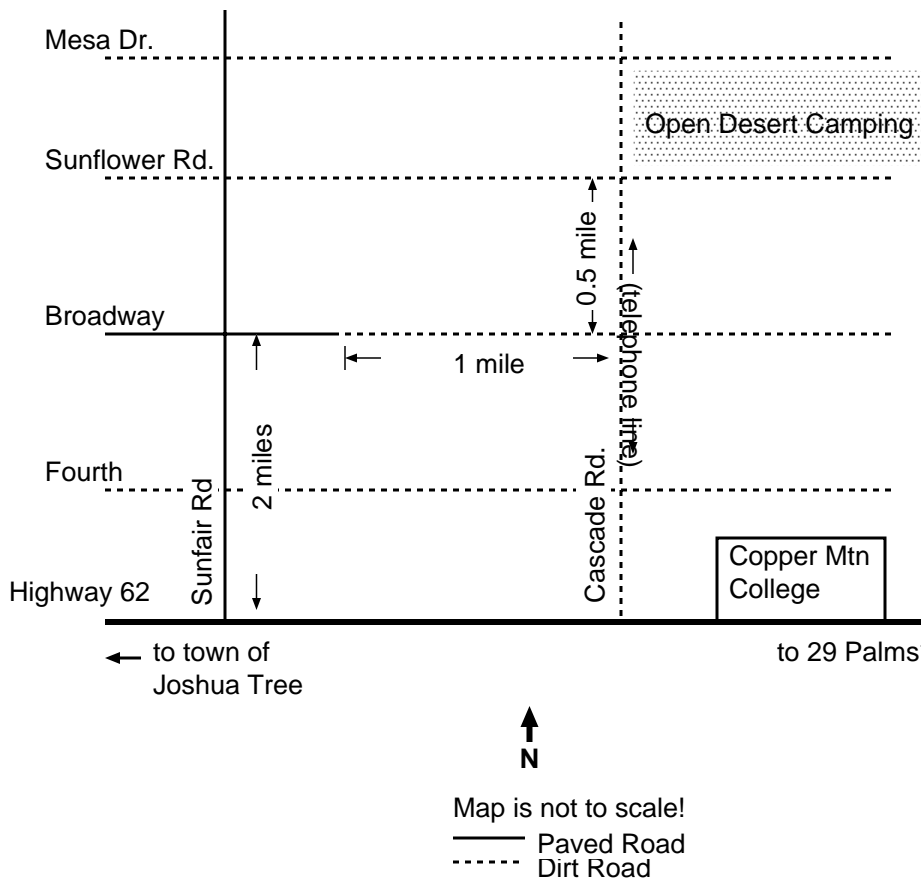 Mesa Dr.
Open Desert Camping
Sunflower Rd.
0.5 mile
(telephone line)
Broadway
1 mile
2 miles
Fourth
Sunfair Rd
Cascade Rd.
Copper Mtn
College
Highway 62
to town of
Joshua Tree
to 29 Palms
N
Map is not to scale!
Paved Road
Dirt Road